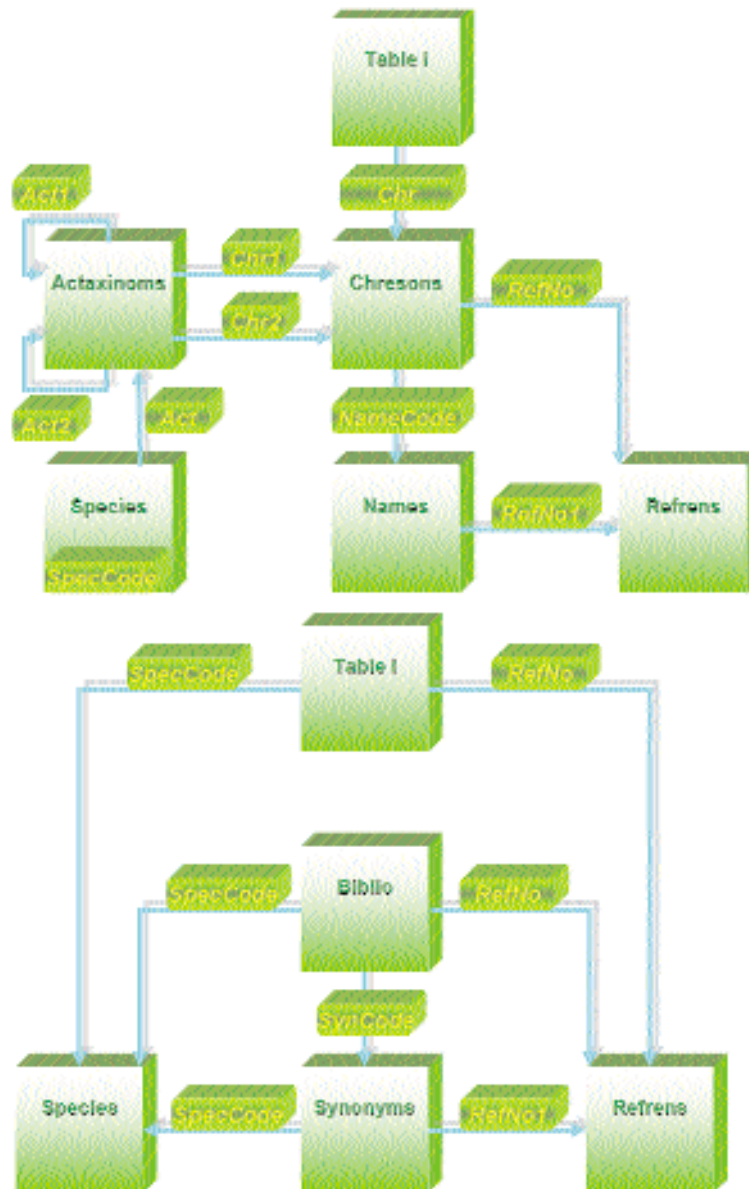 Table i
Act1
Chr
Actaxinoms
Chr1
Chresons
RefNo
Chr2
Act2
Act
NameCode
Species
Names
RefNo1
Refrens
SpecCode
SpecCode
Table i
RefNo
SpecCode
Biblio
RefNo
SynCode
Species
SpecCode
Synonyms
RefNo1
Refrens